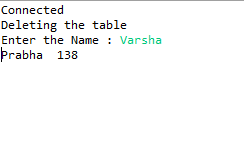 Connected
Deleting the table
Enter the Name : Varsha
Prabha  138